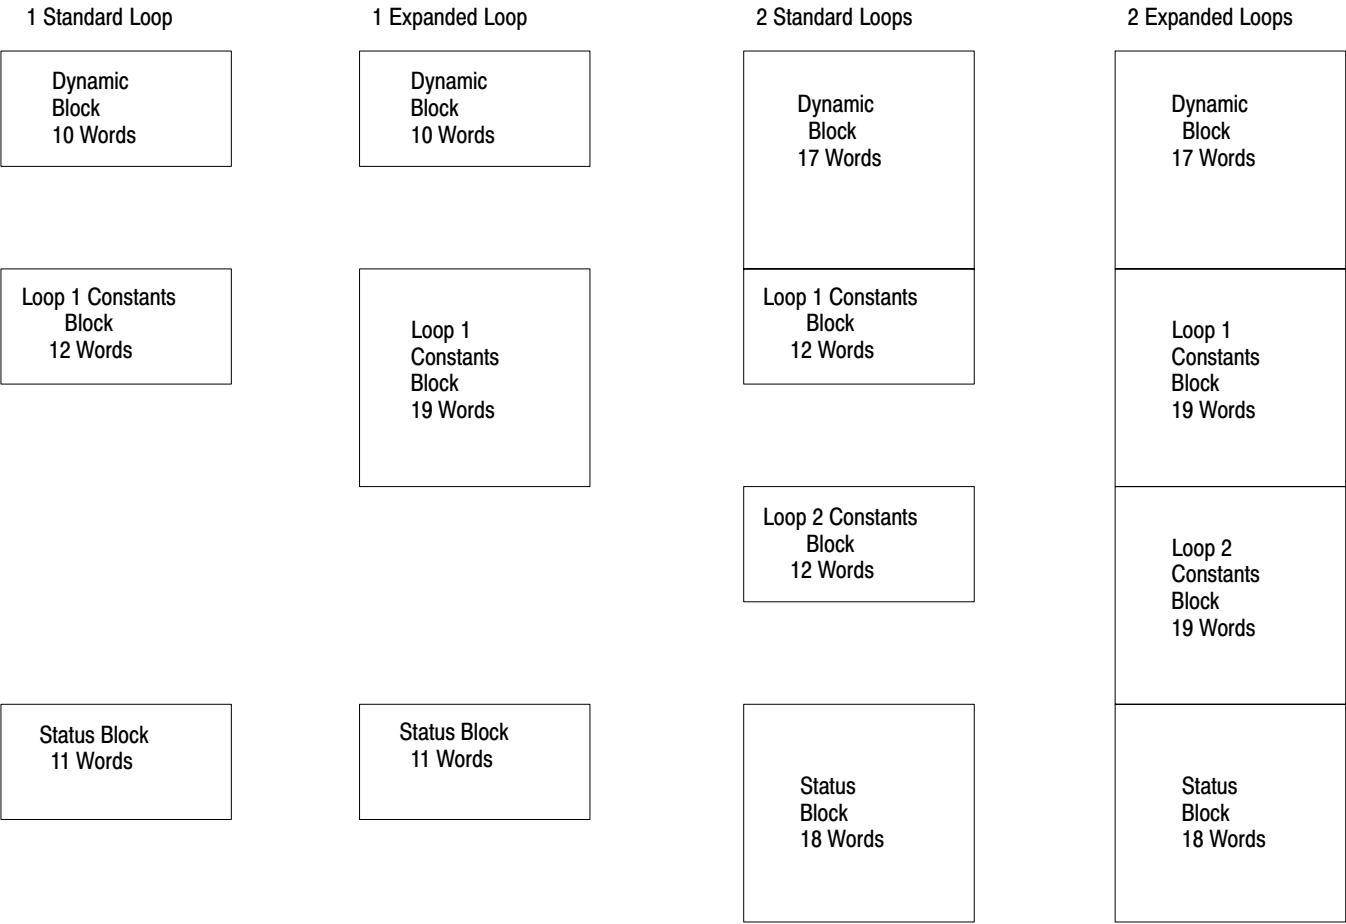 1 Standard Loop
1 Expanded Loop
2 Standard Loops
2 Expanded Loops
Dynamic
Block
10 Words
Dynamic
Block
10 Words
Dynamic
Block
17 Words
Dynamic
Block
17 Words
Loop 1 Constants
Block
12 Words
Loop 1
Constants
Block
19 Words
Loop 1 Constants
Block
12 Words
Loop 1
Constants
Block
19 Words
Loop 2 Constants
Block
12 Words
Loop 2
Constants
Block
19 Words
Status Block
11 Words
Status Block
11 Words
Status
Block
18 Words
Status
Block
18 Words